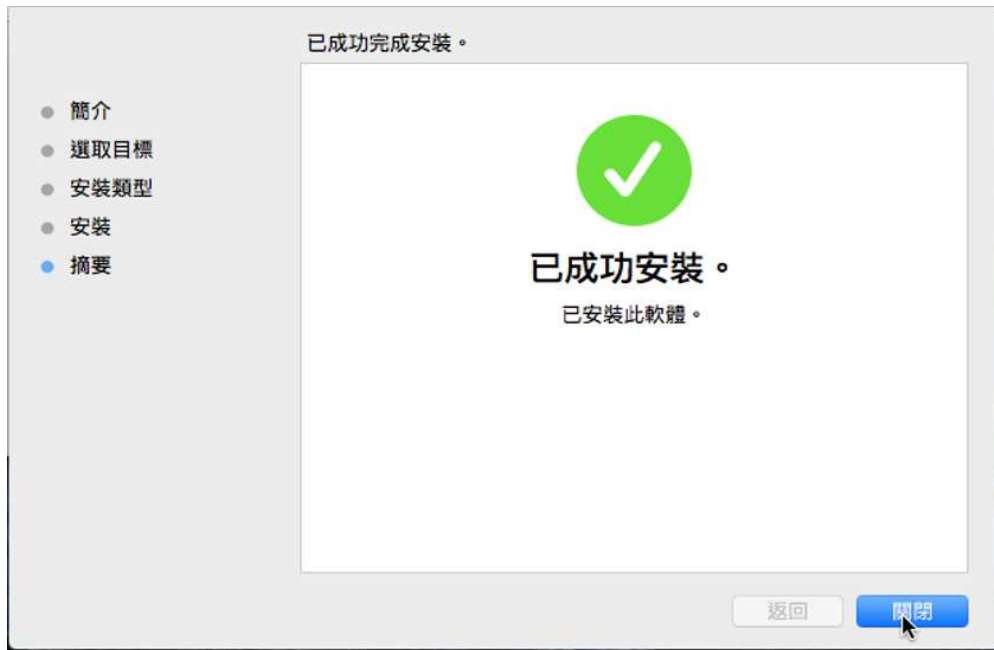 已成功完成安裝。
簡介
選取目標
安裝類型
安裝
摘要
已成功安裝。
已安裝此軟體。
返回
關閉